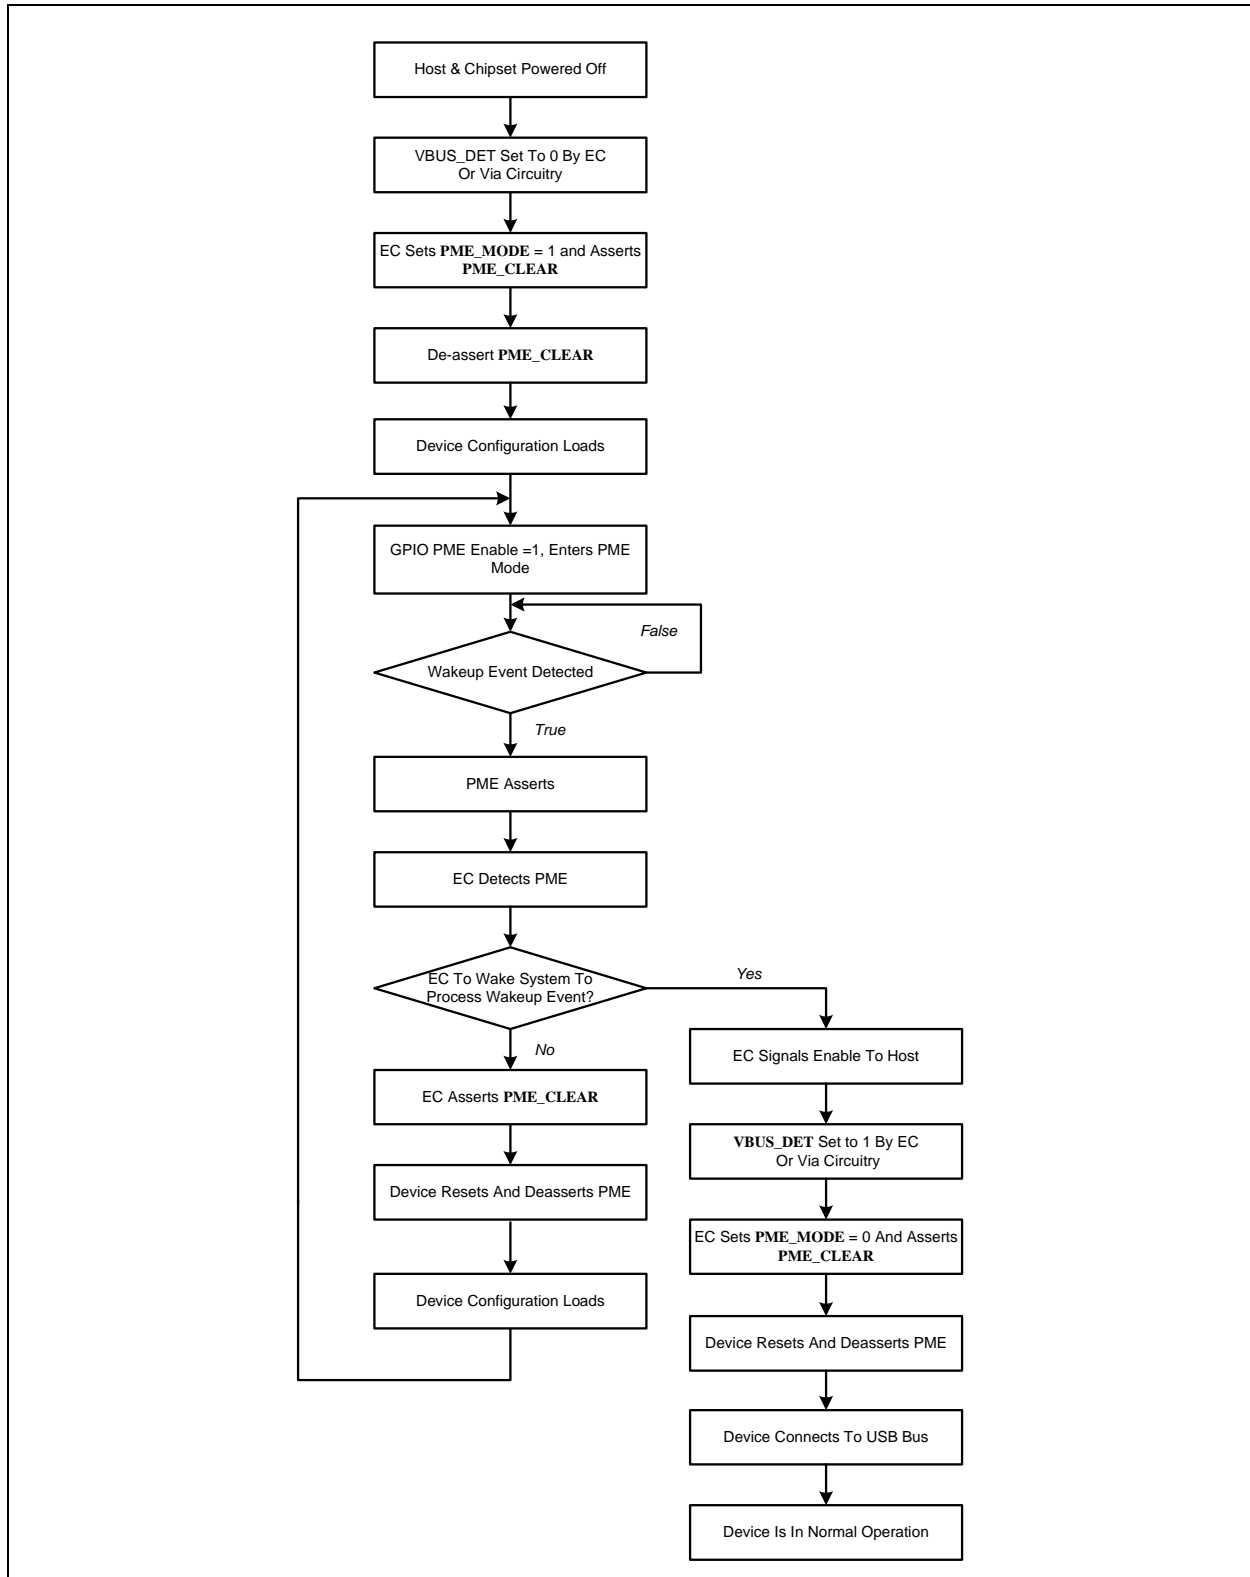 Host & Chipset Powered Off
VBUS_DET Set To 0 By EC
Or Via Circuitry
EC Sets PME_MODE = 1 and Asserts
PME_CLEAR
De-assert PME_CLEAR
Device Configuration Loads
GPIO PME Enable =1, Enters PME
Mode
False
Wakeup Event Detected
True
PME Asserts
EC Detects PME
EC To Wake System To
Process Wakeup Event?
Yes
No
EC Asserts PME_CLEAR
Device Resets And Deasserts PME
Device Configuration Loads
EC Signals Enable To Host
VBUS_DET Set to 1 By EC
Or Via Circuitry
EC Sets PME_MODE = 0 And Asserts
PME_CLEAR
Device Resets And Deasserts PME
Device Connects To USB Bus
Device Is In Normal Operation